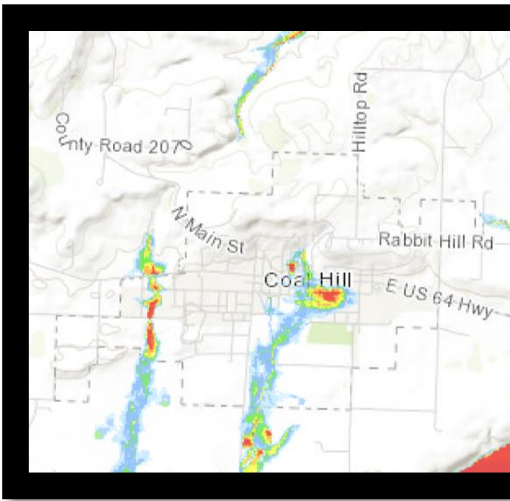 Hilltop Rd
County Road 207
N Main St
Rabbit Hill Rd
Coal Hill
E US 64 Hwy